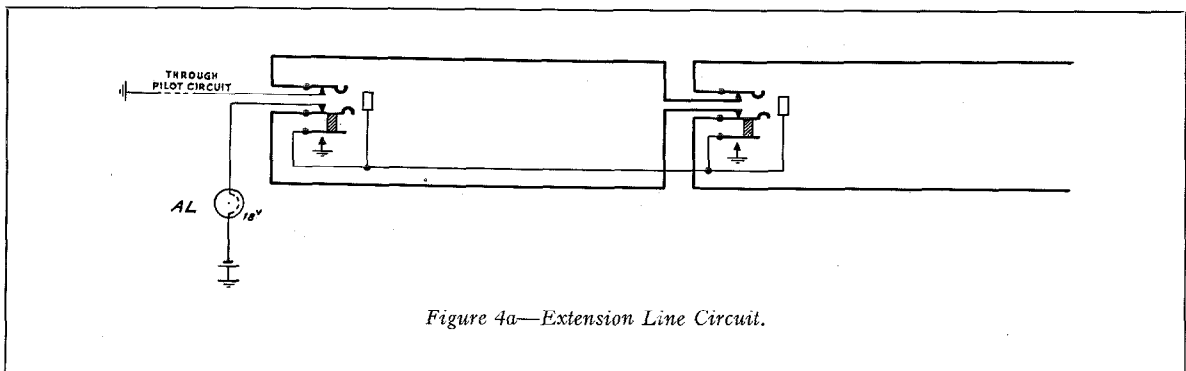 THROUGH
PILOT CIRCUIT
AL
18V
Figure 4a—Extension Line Circuit.